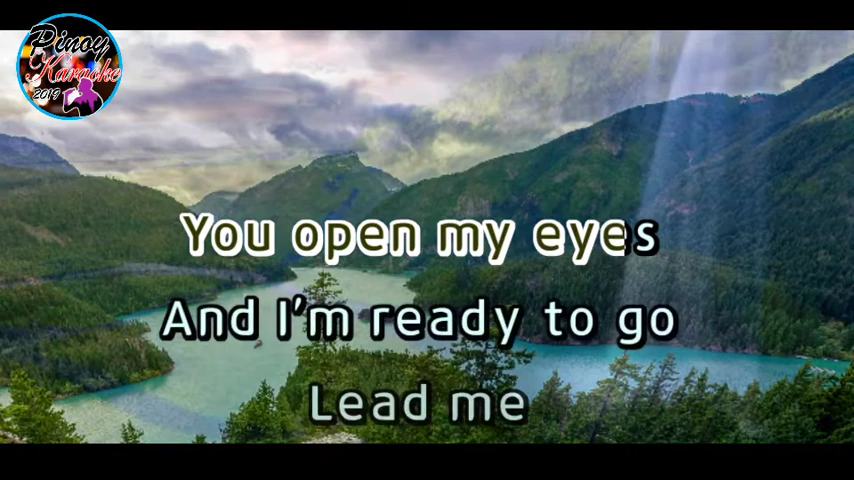 Pinoy
Karaoke
2019
You open my eyes
And I'm ready to go
Lead me